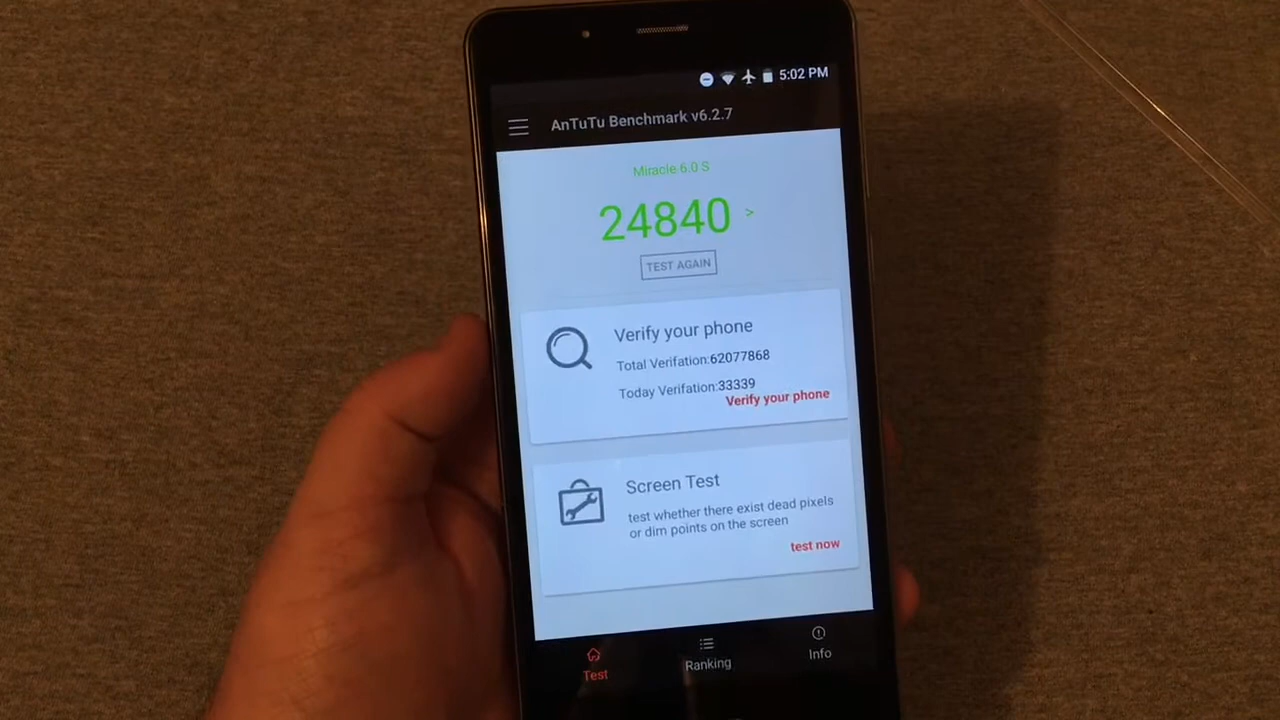 5:02 PM
AnTuTu Benchmark v6.2.7
Miracle 6.0 S
24840 >
TEST AGAIN
Verify your phone
Total Verifation:62077868
Today Verifation:33339
Verify your phone
Screen Test
test whether there exist dead pixels
or dim points on the screen
test now
Test
Ranking
Info